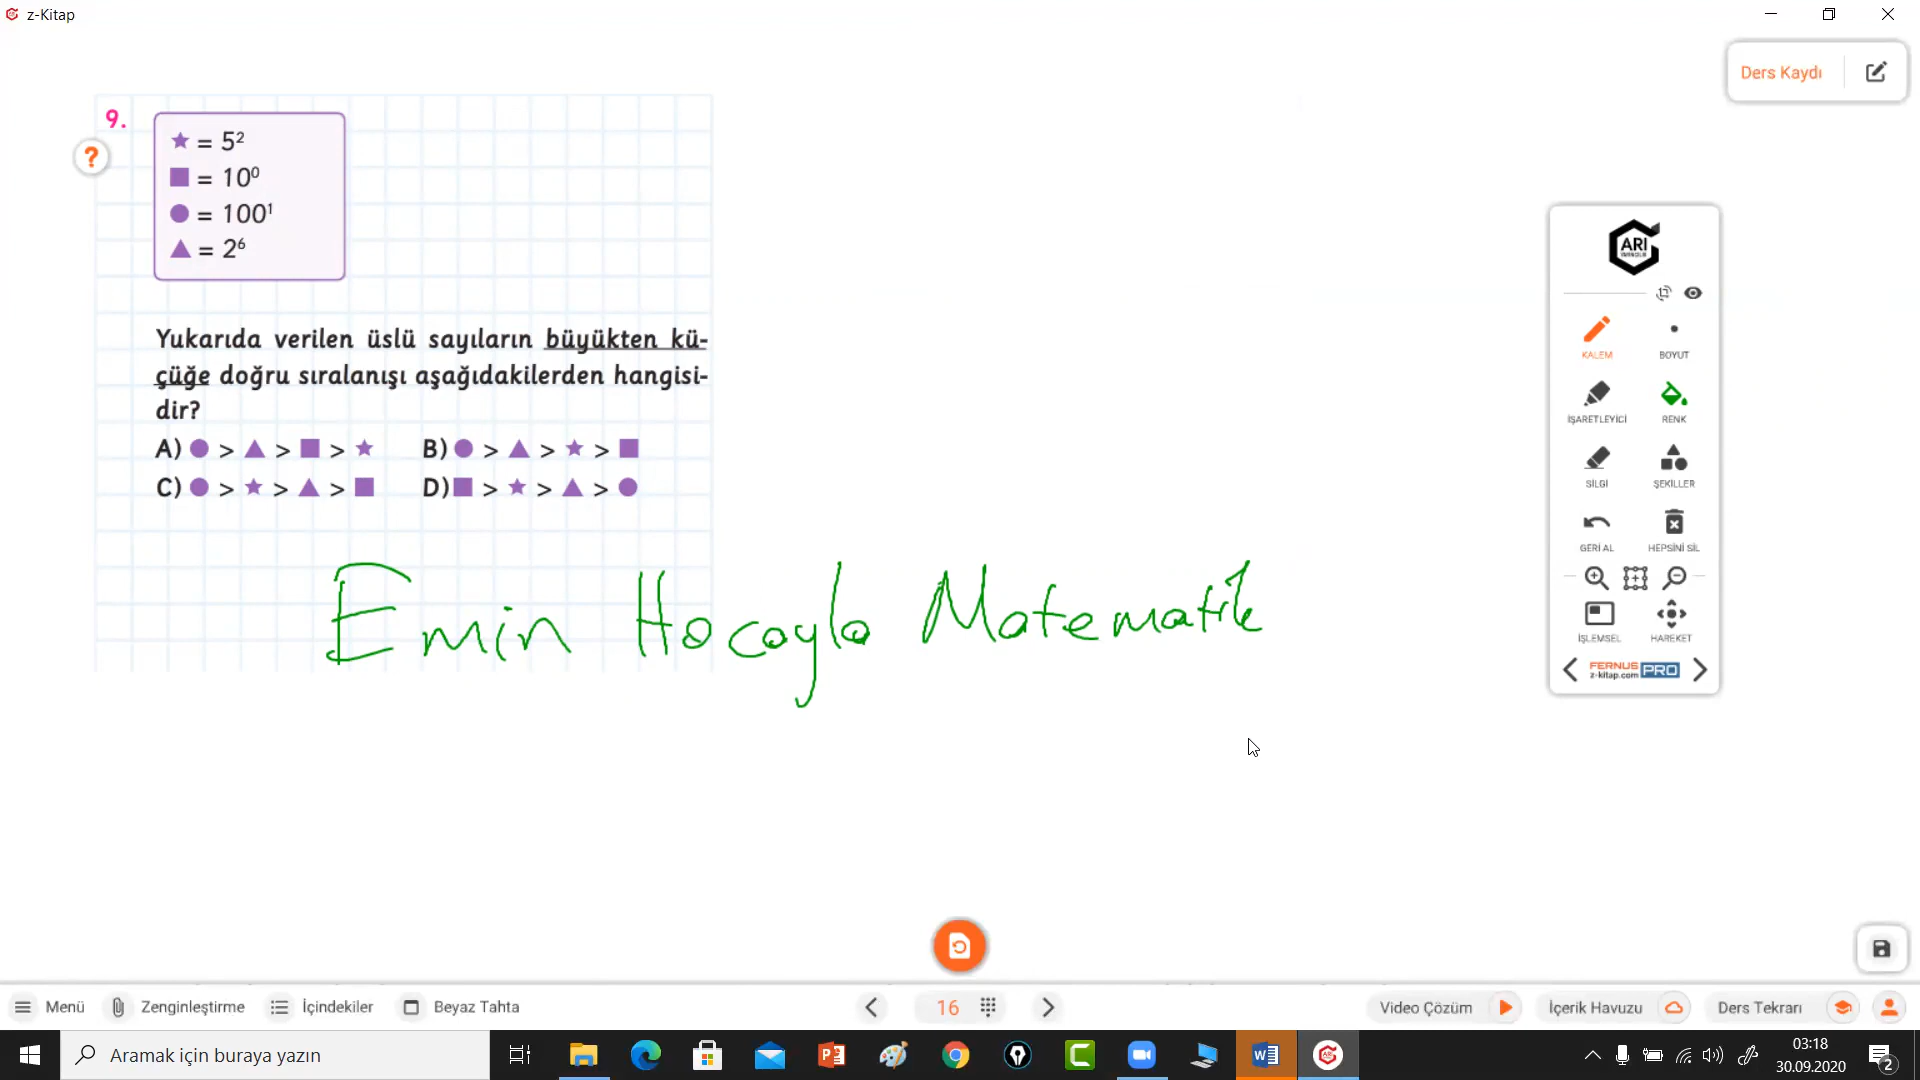 z-Kitap
Ders Kaydı
9.
?
★ = 5²
■ = 10⁰
● = 100¹
▲ = 2⁶
Yukarıda verilen üslü sayıların büyükten kü-
çüğe doğru sıralanışı aşağıdakilerden hangisi-
dir?
A) ● > ▲ > ■ > ★ B) ● > ▲ > ★ > ■
C) ● > ★ > ▲ > ■ D) ■ > ★ > ▲ > ●
Emin Hocayla Matematik
ARI
YAYINCILIK
KALEM BOYUT
İŞARETLEYİCİ RENK
SİLGİ ŞEKİLLER
GERİ AL HEPSİNİ SİL
İŞLEMSEL HAREKET
FERNUS
z-kitap.com PRO
Menü Zenginleştirme İçindekiler Beyaz Tahta 16 Video Çözüm İçerik Havuzu Ders Tekrarı
Aramak için buraya yazın
03:18
30.09.2020
2